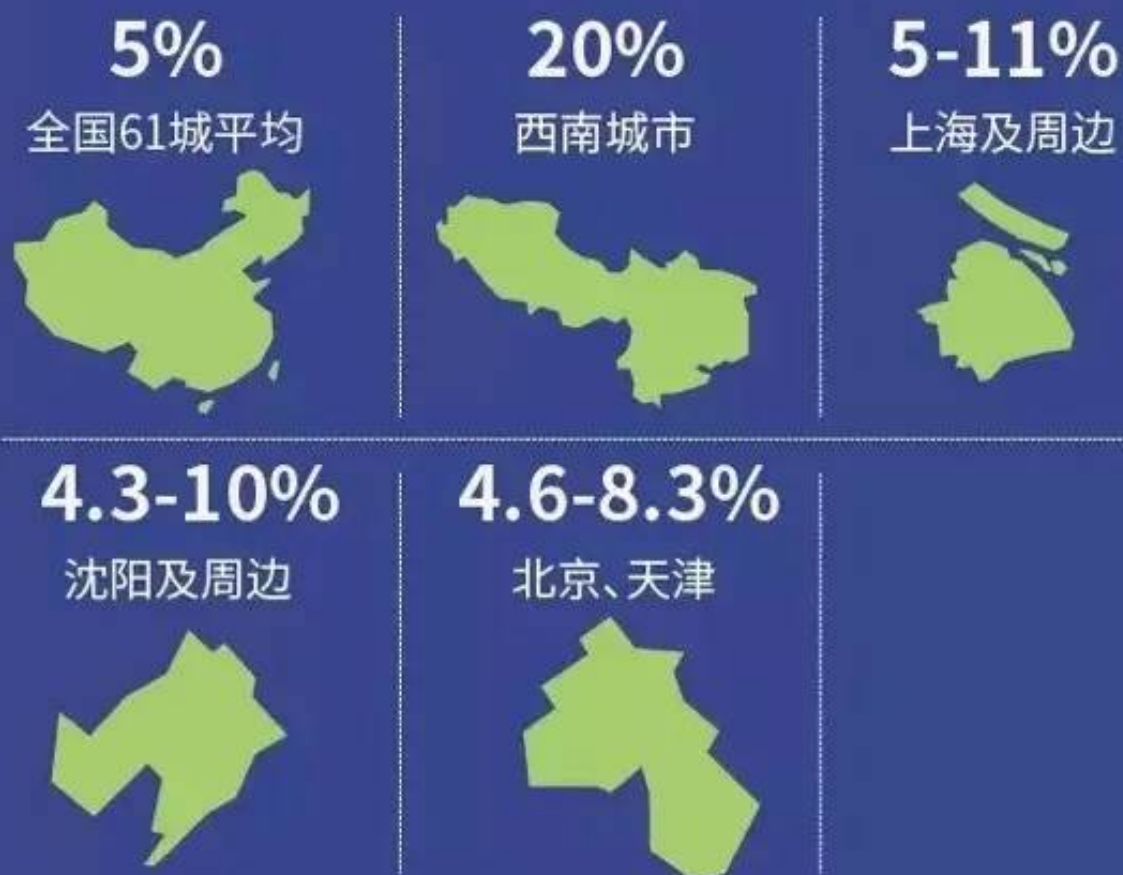 5%
全国61城平均
20%
西南城市
5-11%
上海及周边
4.3-10%
沈阳及周边
4.6-8.3%
北京、天津